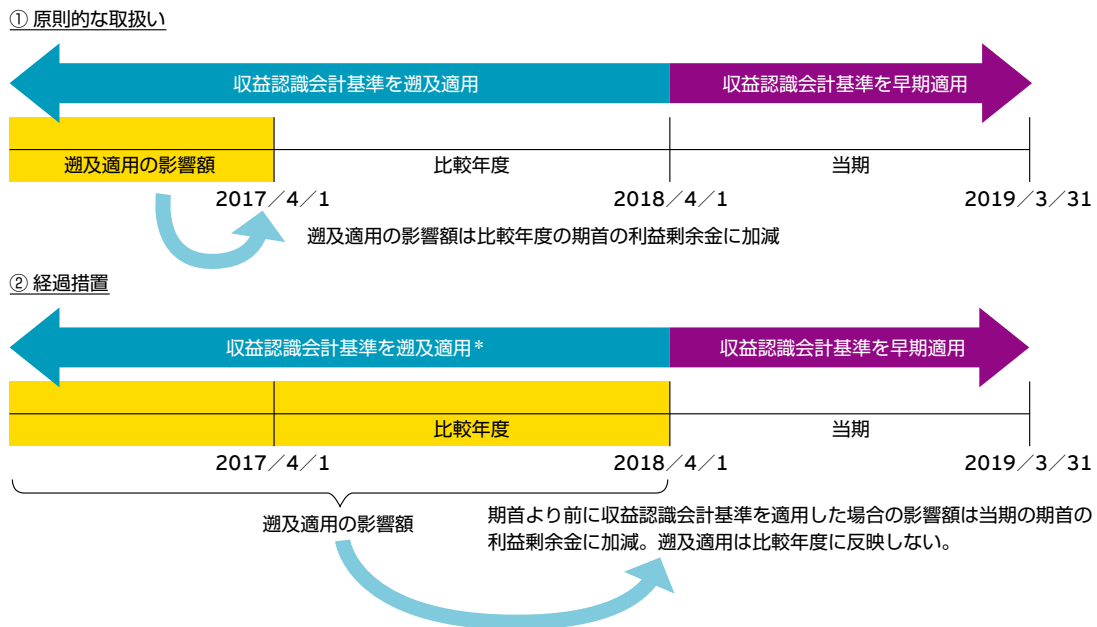 ① 原則的な取扱い
収益認識会計基準を遡及適用
収益認識会計基準を早期適用
遡及適用の影響額
比較年度
当期
2017/4/1
2018/4/1
2019/3/31
遡及適用の影響額は比較年度の期首の利益剰余金に加減
② 経過措置
収益認識会計基準を遡及適用*
収益認識会計基準を早期適用
比較年度
当期
2017/4/1
2018/4/1
2019/3/31
遡及適用の影響額
期首より前に収益認識会計基準を適用した場合の影響額は当期の期首の
利益剰余金に加減。遡及適用は比較年度に反映しない。